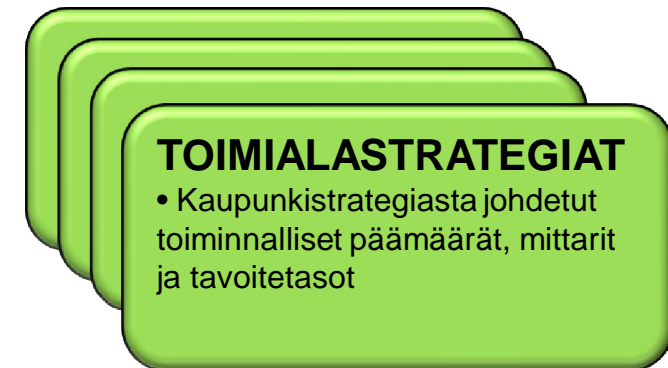 TOIMIALASTRATEGIAT
• Kaupunkistrategiasta johdetut
toiminnalliset päämäärät, mittarit
ja tavoitetasot